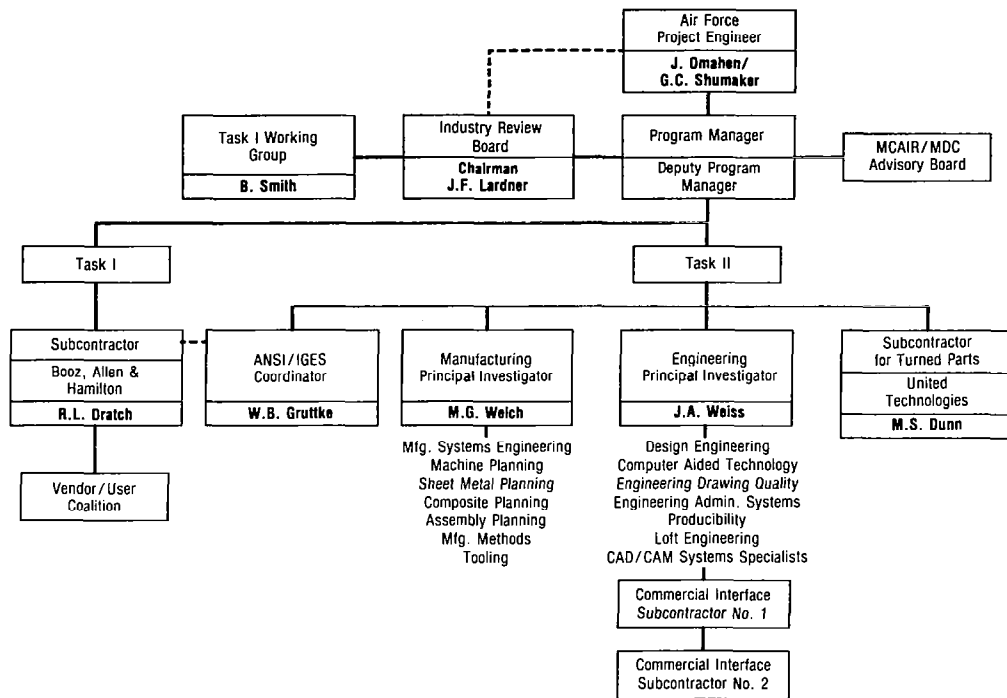 Air Force
Project Engineer
J. Omahen/
G.C. Shumaker
Task I Working
Group
B. Smith
Industry Review
Board
Chairman
J.F. Lardner
Program Manager
Deputy Program
Manager
MCAIR/MDC
Advisory Board
Task I
Task II
Subcontractor
Booz, Allen &
Hamilton
R.L. Dratch
Vendor/User
Coalition
ANSI/IGES
Coordinator
W.B. Gruttke
Manufacturing
Principal Investigator
M.G. Welch
Mfg. Systems Engineering
Machine Planning
Sheet Metal Planning
Composite Planning
Assembly Planning
Mfg. Methods
Tooling
Engineering
Principal Investigator
J.A. Weiss
Design Engineering
Computer Aided Technology
Engineering Drawing Quality
Engineering Admin. Systems
Producibility
Loft Engineering
CAD/CAM Systems Specialists
Commercial Interface
Subcontractor No. 1
Commercial Interface
Subcontractor No. 2
Subcontractor
for Turned Parts
United
Technologies
M.S. Dunn